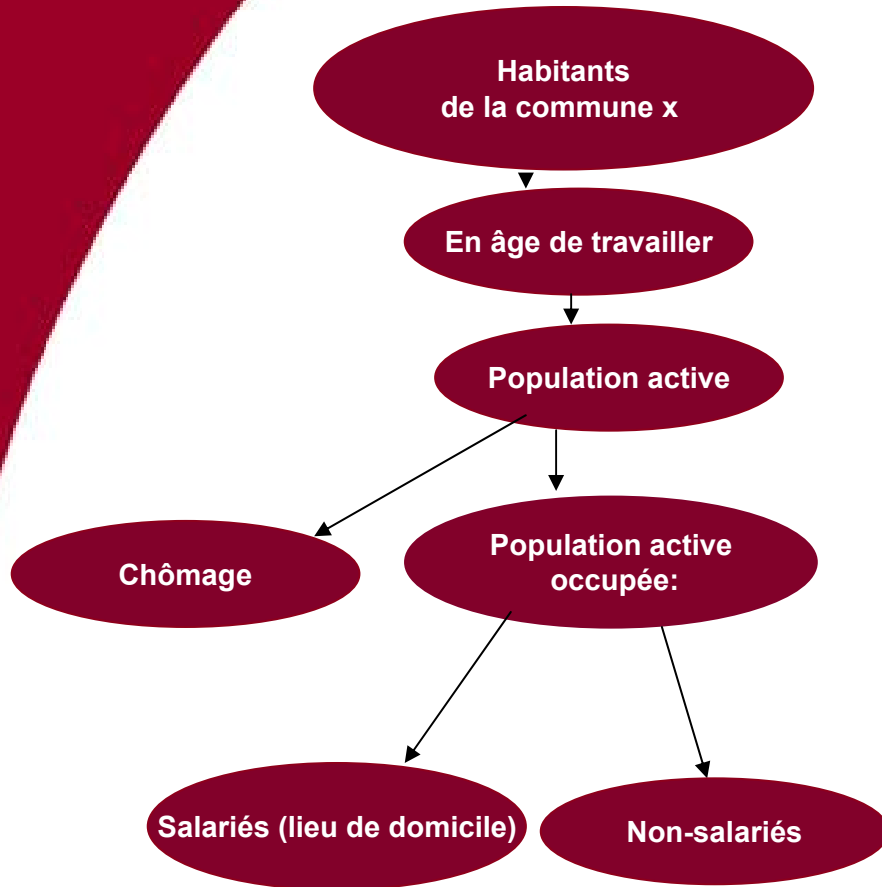 Habitants
de la commune x
En âge de travailler
Population active
Chômage
Population active
occupée:
Salariés (lieu de domicile)
Non-salariés